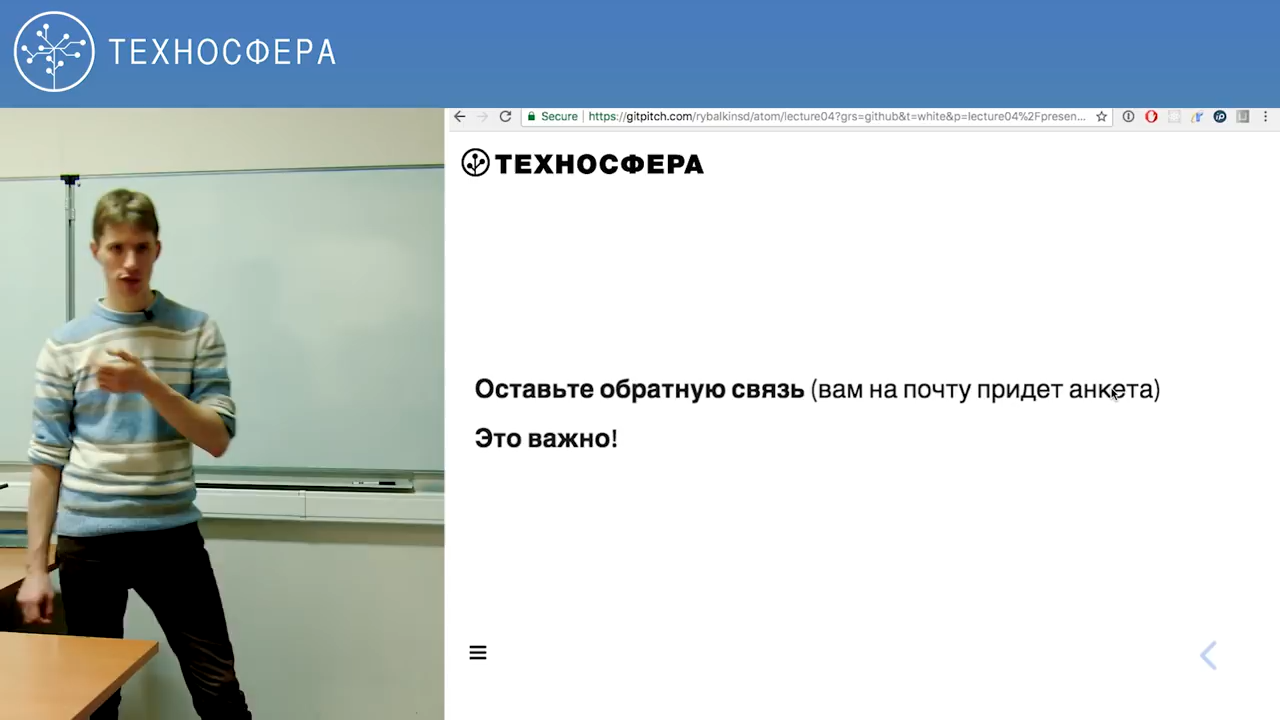 ТЕХНОСФЕРА
Secure https://gitpitch.com/rybalkinsd/atom/lecture04?grs=github&t=white&p=lecture04%2Fpresen...
ТЕХНОСФЕРА
Оставьте обратную связь (вам на почту придет анкета)
Это важно!